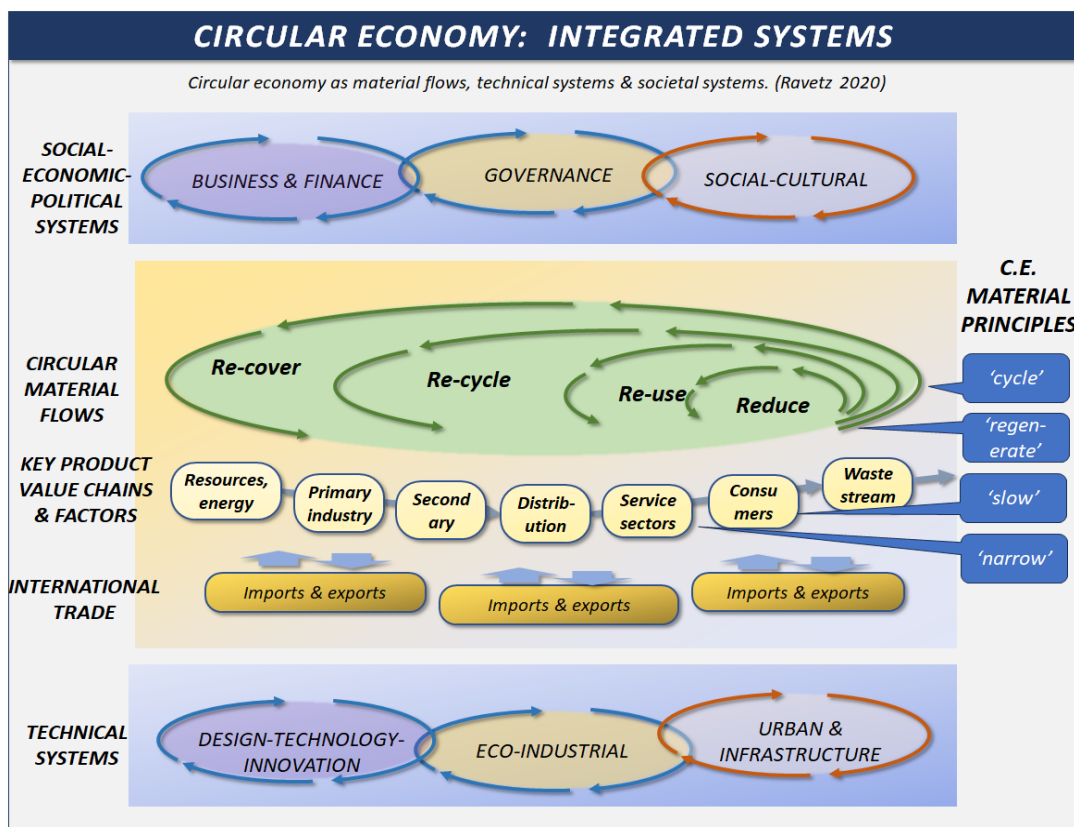 CIRCULAR ECONOMY: INTEGRATED SYSTEMS
Circular economy as material flows, technical systems & societal systems. (Ravetz 2020)
SOCIAL-
ECONOMIC-
POLITICAL
SYSTEMS
BUSINESS & FINANCE
GOVERNANCE
SOCIAL-CULTURAL
C.E.
MATERIAL
PRINCIPLES
CIRCULAR
MATERIAL
FLOWS
Re-cover
Re-cycle
Re-use
Reduce
‘cycle’
‘regen-
erate’
‘slow’
‘narrow’
KEY PRODUCT
VALUE CHAINS
& FACTORS
Resources,
energy
Primary
industry
Second
ary
Distrib-
ution
Service
sectors
Consu
mers
Waste
stream
INTERNATIONAL
TRADE
Imports & exports
Imports & exports
Imports & exports
TECHNICAL
SYSTEMS
DESIGN-TECHNOLOGY-
INNOVATION
ECO-INDUSTRIAL
URBAN &
INFRASTRUCTURE